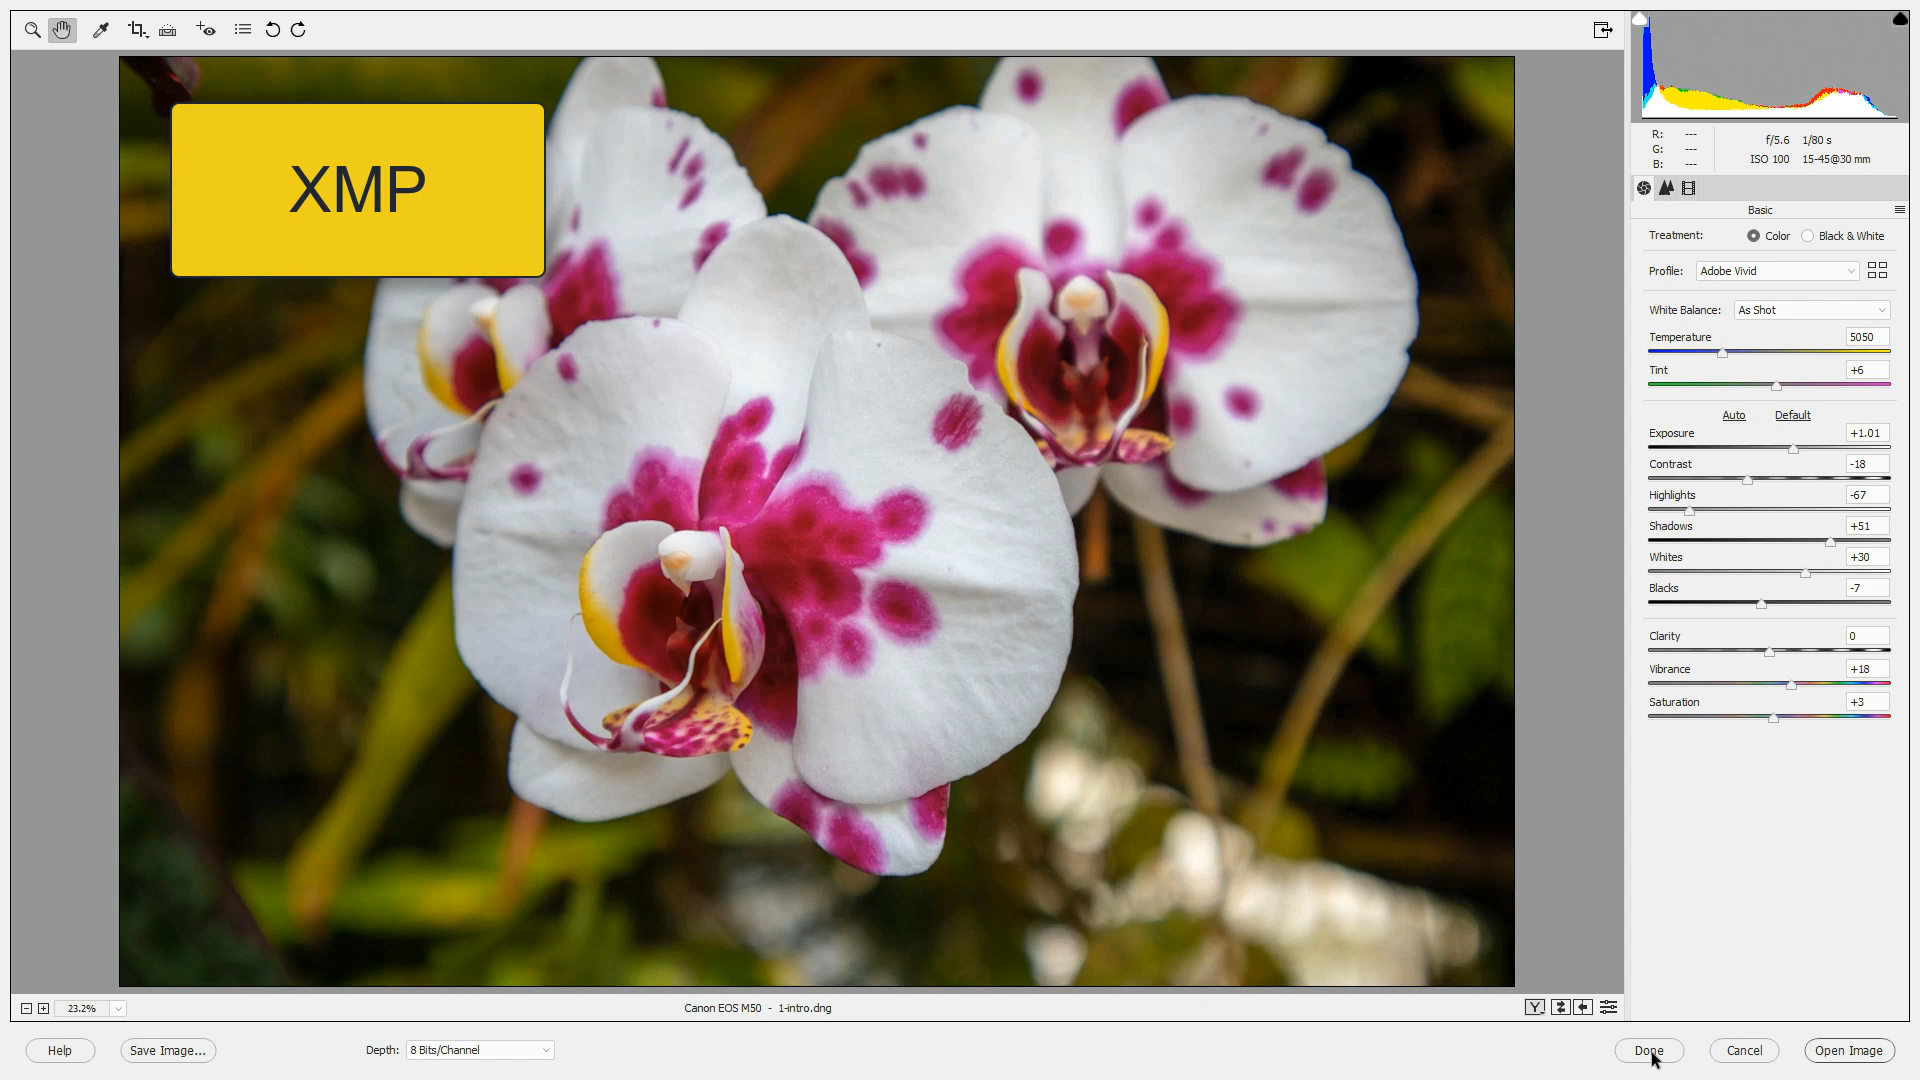 XMP
R: ---
G: ---
B: ---
f/5.6 1/80 s
ISO 100 15-45@30 mm
Basic
Treatment: Color Black & White
Profile: Adobe Vivid
White Balance: As Shot
Temperature 5050
Tint +6
Auto Default
Exposure +1.01
Contrast -18
Highlights -67
Shadows +51
Whites +30
Blacks -7
Clarity 0
Vibrance +18
Saturation +3
23.2%
Canon EOS M50 - 1-intro.dng
Y
Help
Save Image...
Depth: 8 Bits/Channel
Done
Cancel
Open Image